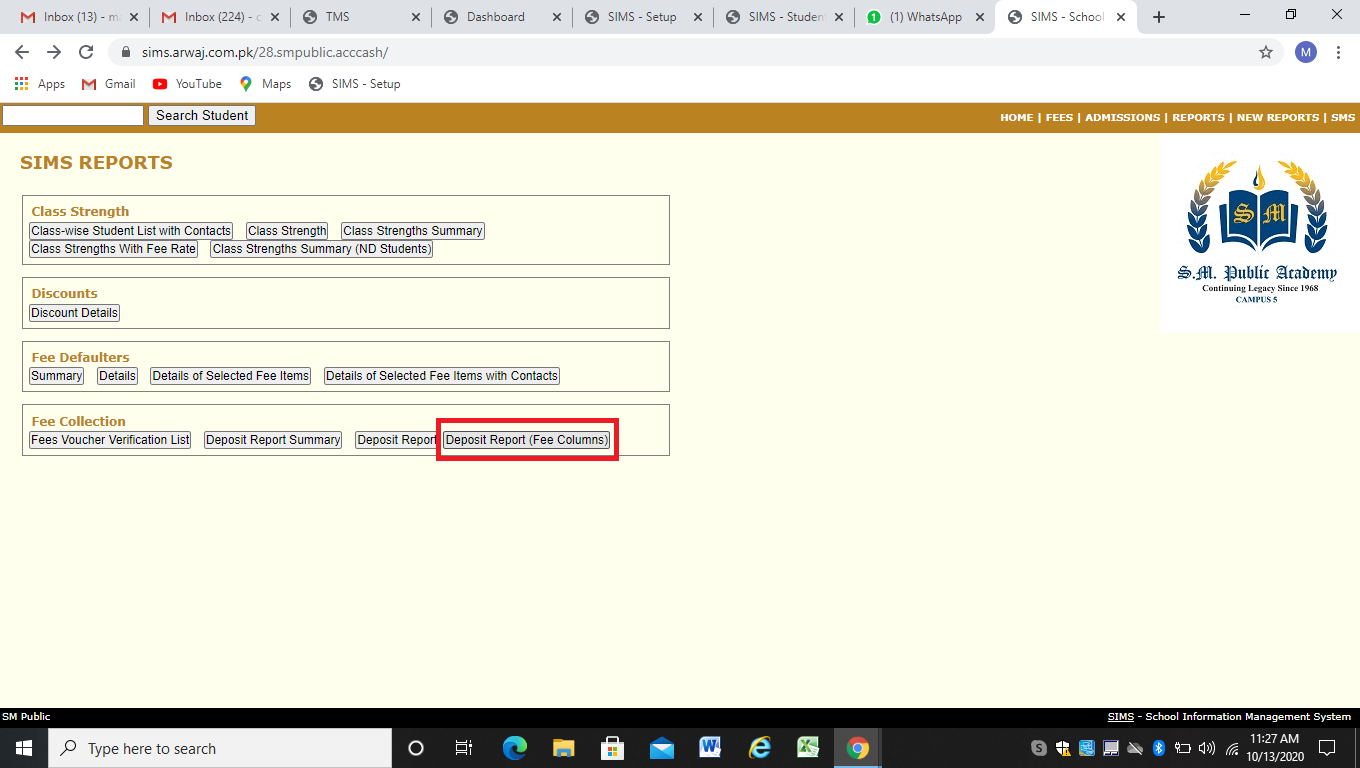 Inbox (13) - m
Inbox (224) - c
TMS
Dashboard
SIMS - Setup
SIMS - Studen
(1) WhatsApp
SIMS - School
sims.arwaj.com.pk/28.smpublic.acccash/
M
Apps
Gmail
YouTube
Maps
SIMS - Setup
Search Student
HOME | FEES | ADMISSIONS | REPORTS | NEW REPORTS | SMS
SIMS REPORTS
SM
S.M. Public Academy
Continuing Legacy Since 1968
CAMPUS 5
Class Strength
Class-wise Student List with Contacts
Class Strength
Class Strengths Summary
Class Strengths With Fee Rate
Class Strengths Summary (ND Students)
Discounts
Discount Details
Fee Defaulters
Summary
Details
Details of Selected Fee Items
Details of Selected Fee Items with Contacts
Fee Collection
Fees Voucher Verification List
Deposit Report Summary
Deposit Report
Deposit Report (Fee Columns)
SM Public
SIMS - School Information Management System
Type here to search
11:27 AM
10/13/2020